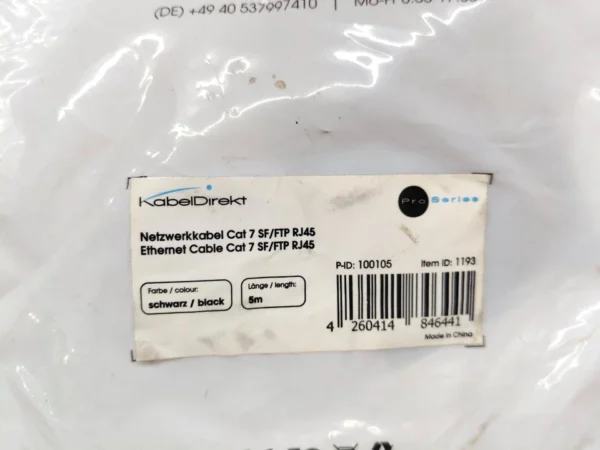 (DE) +49 40 537997410 |
KabelDirekt
Pro Series
Netzwerkkabel Cat 7 SF/FTP RJ45
Ethernet Cable Cat 7 SF/FTP RJ45
P-ID: 100105 Item ID: 1193
Farbe / colour:
schwarz / black
Länge / length:
5m
4 260414 846441
Made in China